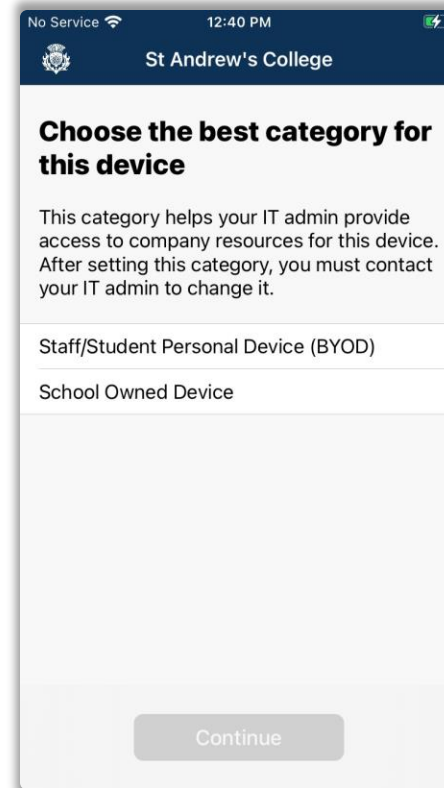 No Service 12:40 PM
St Andrew's College
Choose the best category for
this device
This category helps your IT admin provide
access to company resources for this device.
After setting this category, you must contact
your IT admin to change it.
Staff/Student Personal Device (BYOD)
School Owned Device
Continue